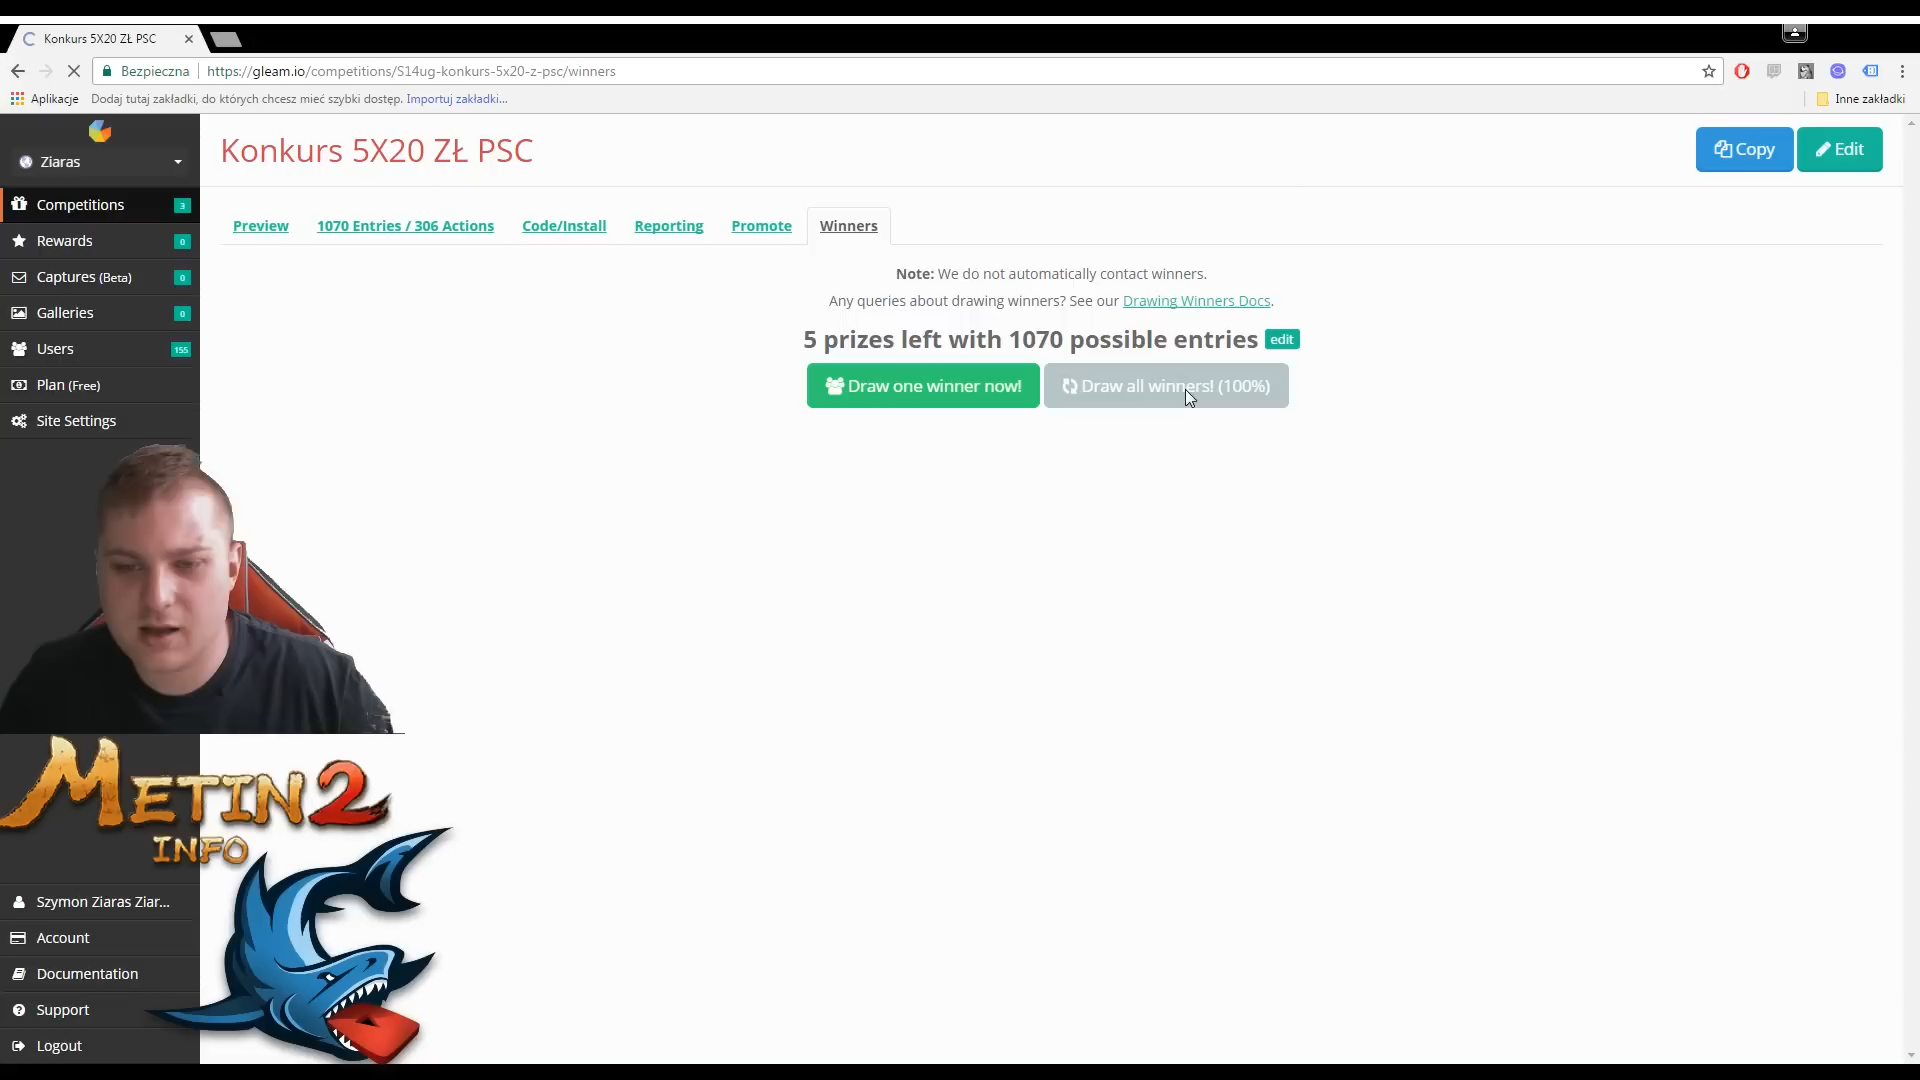 Konkurs 5X20 ZŁ PSC
Bezpieczna https://gleam.io/competitions/S14ug-konkurs-5x20-z-psc/winners
Aplikacje Dodaj tutaj zakładki, do których chcesz mieć szybki dostęp. Importuj zakładki... Inne zakładki
Ziaras
Competitions 3
Rewards 0
Captures (Beta) 0
Galleries 0
Users 155
Plan (Free)
Site Settings
Konkurs 5X20 ZŁ PSC
Copy Edit
Preview 1070 Entries / 306 Actions Code/Install Reporting Promote Winners
Note: We do not automatically contact winners.
Any queries about drawing winners? See our Drawing Winners Docs.
5 prizes left with 1070 possible entries edit
Draw one winner now! Draw all winners! (100%)
METIN2
INFO
Szymon Ziaras Ziar...
Account
Documentation
Support
Logout